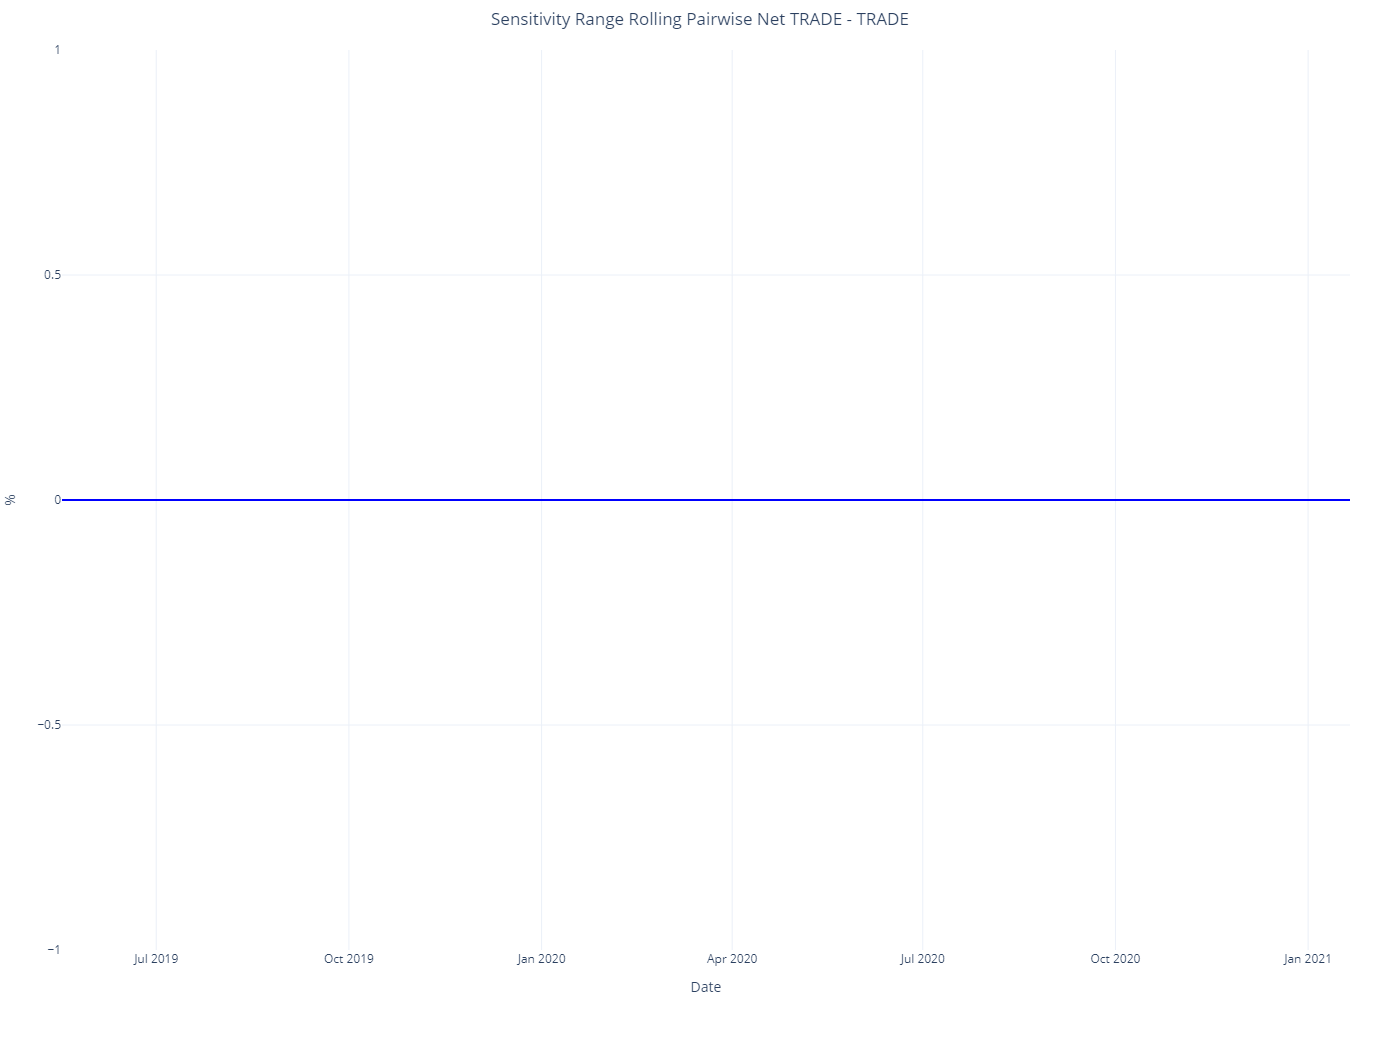 Sensitivity Range Rolling Pairwise Net TRADE - TRADE
1
0.5
0
−0.5
−1
%
Jul 2019
Oct 2019
Jan 2020
Apr 2020
Jul 2020
Oct 2020
Jan 2021
Date